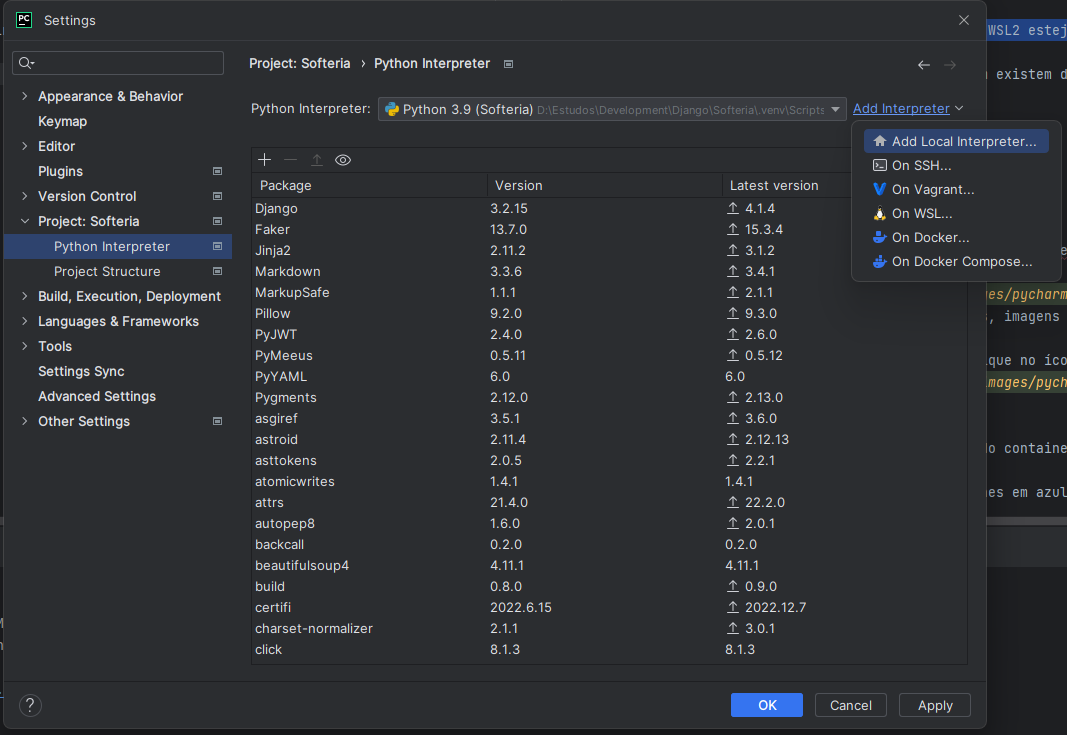 PC Settings
WSL2 estej
existem d
Project: Softeria › Python Interpreter
Appearance & Behavior
Keymap
Editor
Plugins
Version Control
Project: Softeria
Python Interpreter
Project Structure
Build, Execution, Deployment
Languages & Frameworks
Tools
Settings Sync
Advanced Settings
Other Settings
Python Interpreter: Python 3.9 (Softeria) D:\Estudos\Development\Django\Softeria\.venv\Scripts Add Interpreter
Add Local Interpreter...
On SSH...
On Vagrant...
On WSL...
On Docker...
On Docker Compose...
Package Version Latest version
Django 3.2.15 4.1.4
Faker 13.7.0 15.3.4
Jinja2 2.11.2 3.1.2
Markdown 3.3.6 3.4.1
MarkupSafe 1.1.1 2.1.1
Pillow 9.2.0 9.3.0
PyJWT 2.4.0 2.6.0
PyMeeus 0.5.11 0.5.12
PyYAML 6.0 6.0
Pygments 2.12.0 2.13.0
asgiref 3.5.1 3.6.0
astroid 2.11.4 2.12.13
asttokens 2.0.5 2.2.1
atomicwrites 1.4.1 1.4.1
attrs 21.4.0 22.2.0
autopep8 1.6.0 2.0.1
backcall 0.2.0 0.2.0
beautifulsoup4 4.11.1 4.11.1
build 0.8.0 0.9.0
certifi 2022.6.15 2022.12.7
charset-normalizer 2.1.1 3.0.1
click 8.1.3 8.1.3
es/pycharm
, imagens
que no íco
mages/pych
o containe
es em azul
? OK Cancel Apply